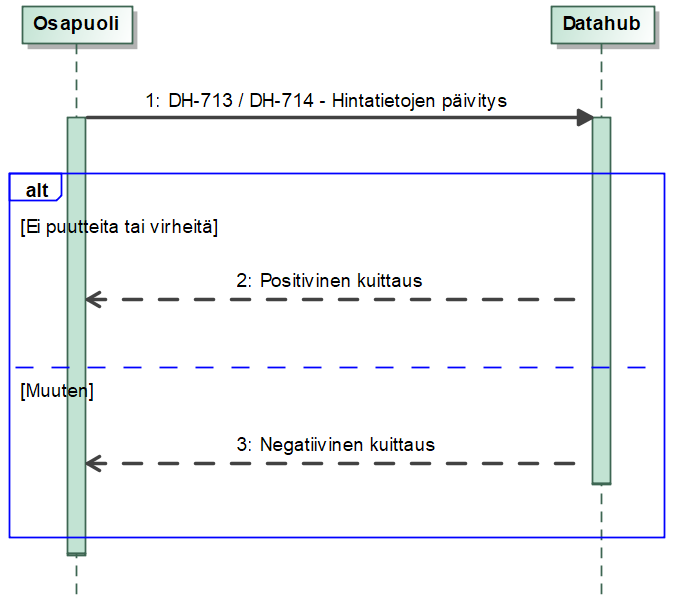 Osapuoli
Datahub
1: DH-713 / DH-714 - Hintatietojen päivitys
alt
[Ei puutteita tai virheitä]
2: Positivinen kuittaus
[Muuten]
3: Negatiivinen kuittaus